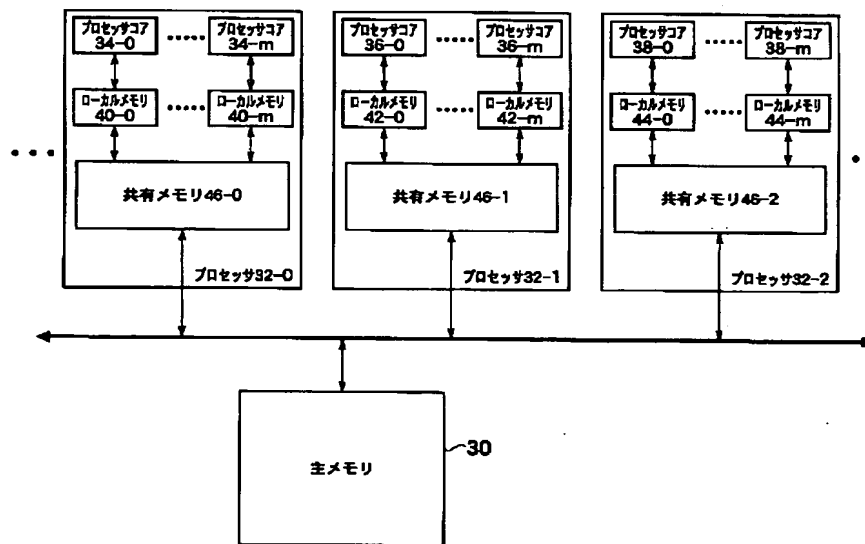 プロセッサコア
34-0
プロセッサコア
34-m
プロセッサコア
36-0
プロセッサコア
36-m
プロセッサコア
38-0
プロセッサコア
38-m
ローカルメモリ
40-0
ローカルメモリ
40-m
ローカルメモリ
42-0
ローカルメモリ
42-m
ローカルメモリ
44-0
ローカルメモリ
44-m
共有メモリ46-0
共有メモリ46-1
共有メモリ46-2
プロセッサ32-0
プロセッサ32-1
プロセッサ32-2
主メモリ
30